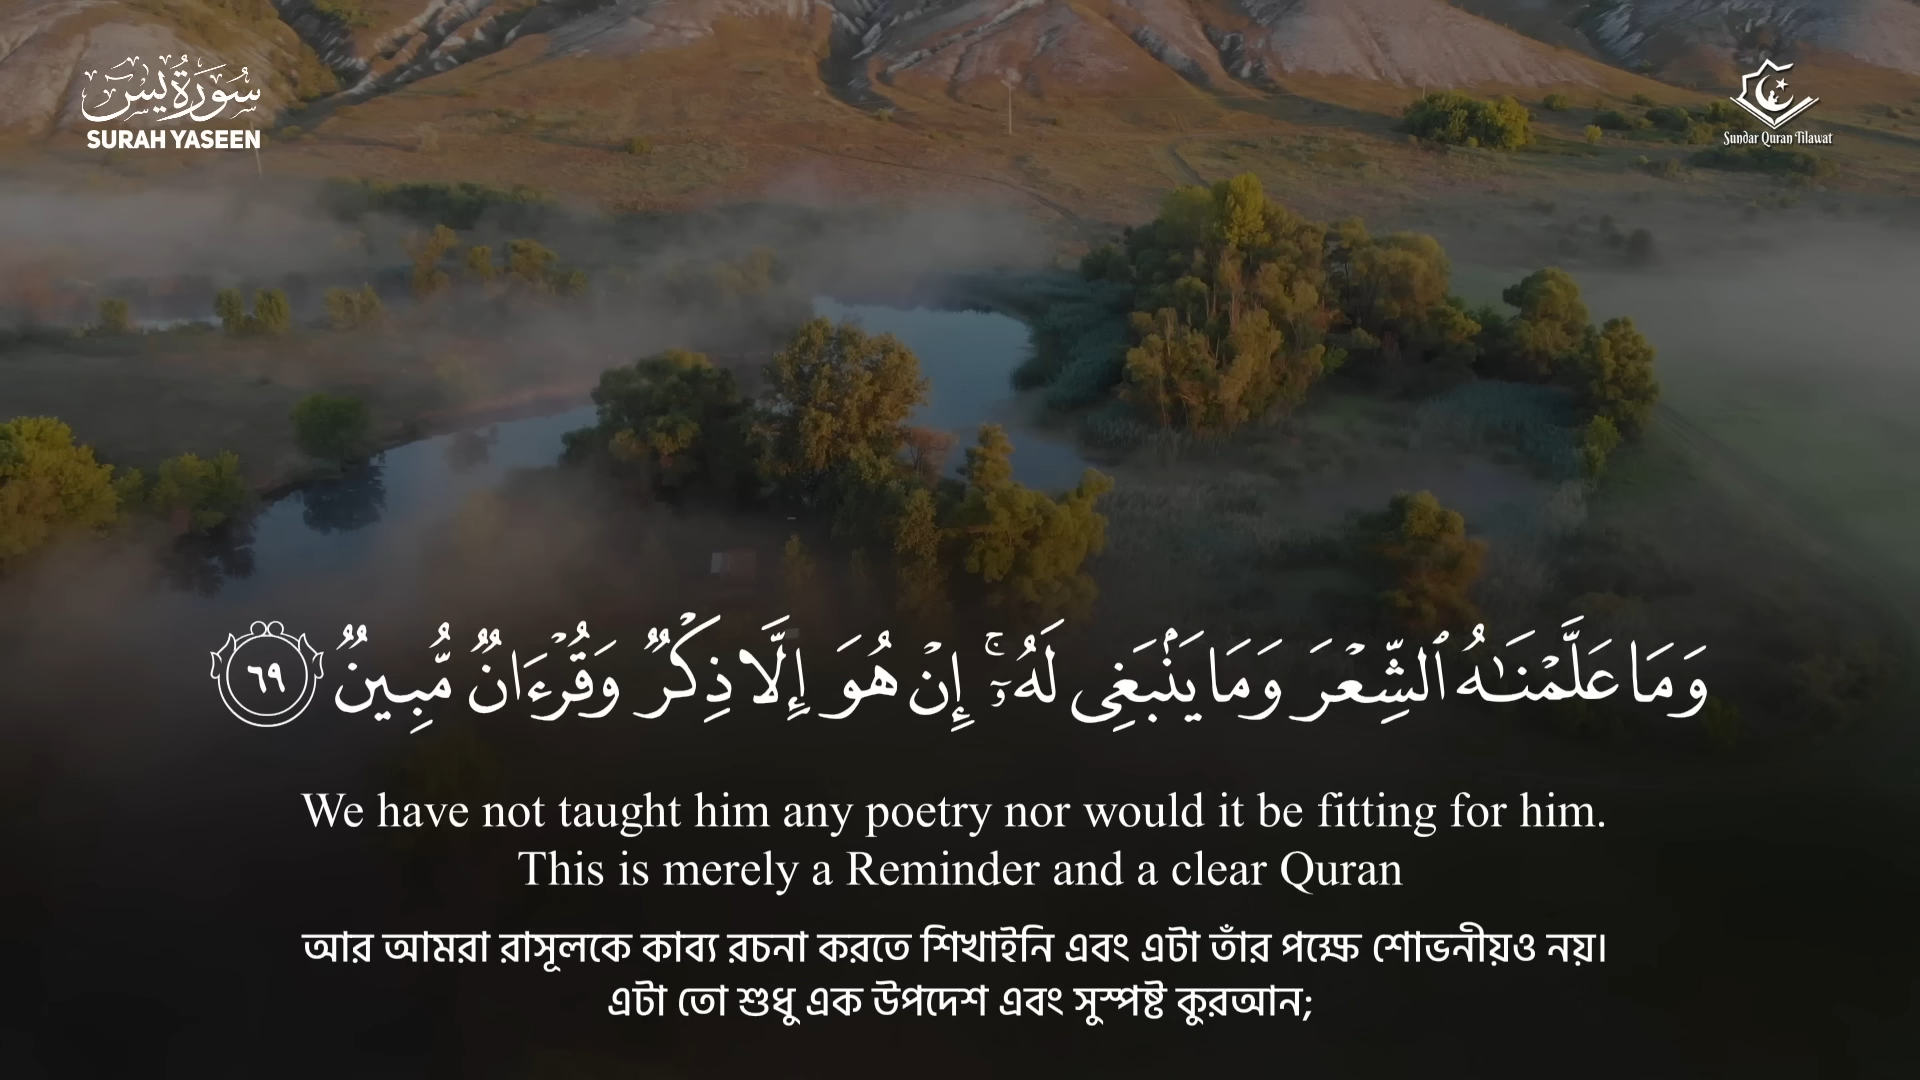 سُورَةُ يس
SURAH YASEEN
Sundar Quran Tilawat
وَمَا عَلَّمْنَـٰهُ ٱلشِّعْرَ وَمَا يَنۢبَغِى لَهُۥٓ ۚ إِنْ هُوَ إِلَّا ذِكْرٌ وَقُرْءَانٌ مُّبِينٌ ٦٩
We have not taught him any poetry nor would it be fitting for him.
This is merely a Reminder and a clear Quran
আর আমরা রাসূলকে কাব্য রচনা করতে শিখাইনি এবং এটা তাঁর পক্ষে শোভনীয়ও নয়।
এটা তো শুধু এক উপদেশ এবং সুস্পষ্ট কুরআন;